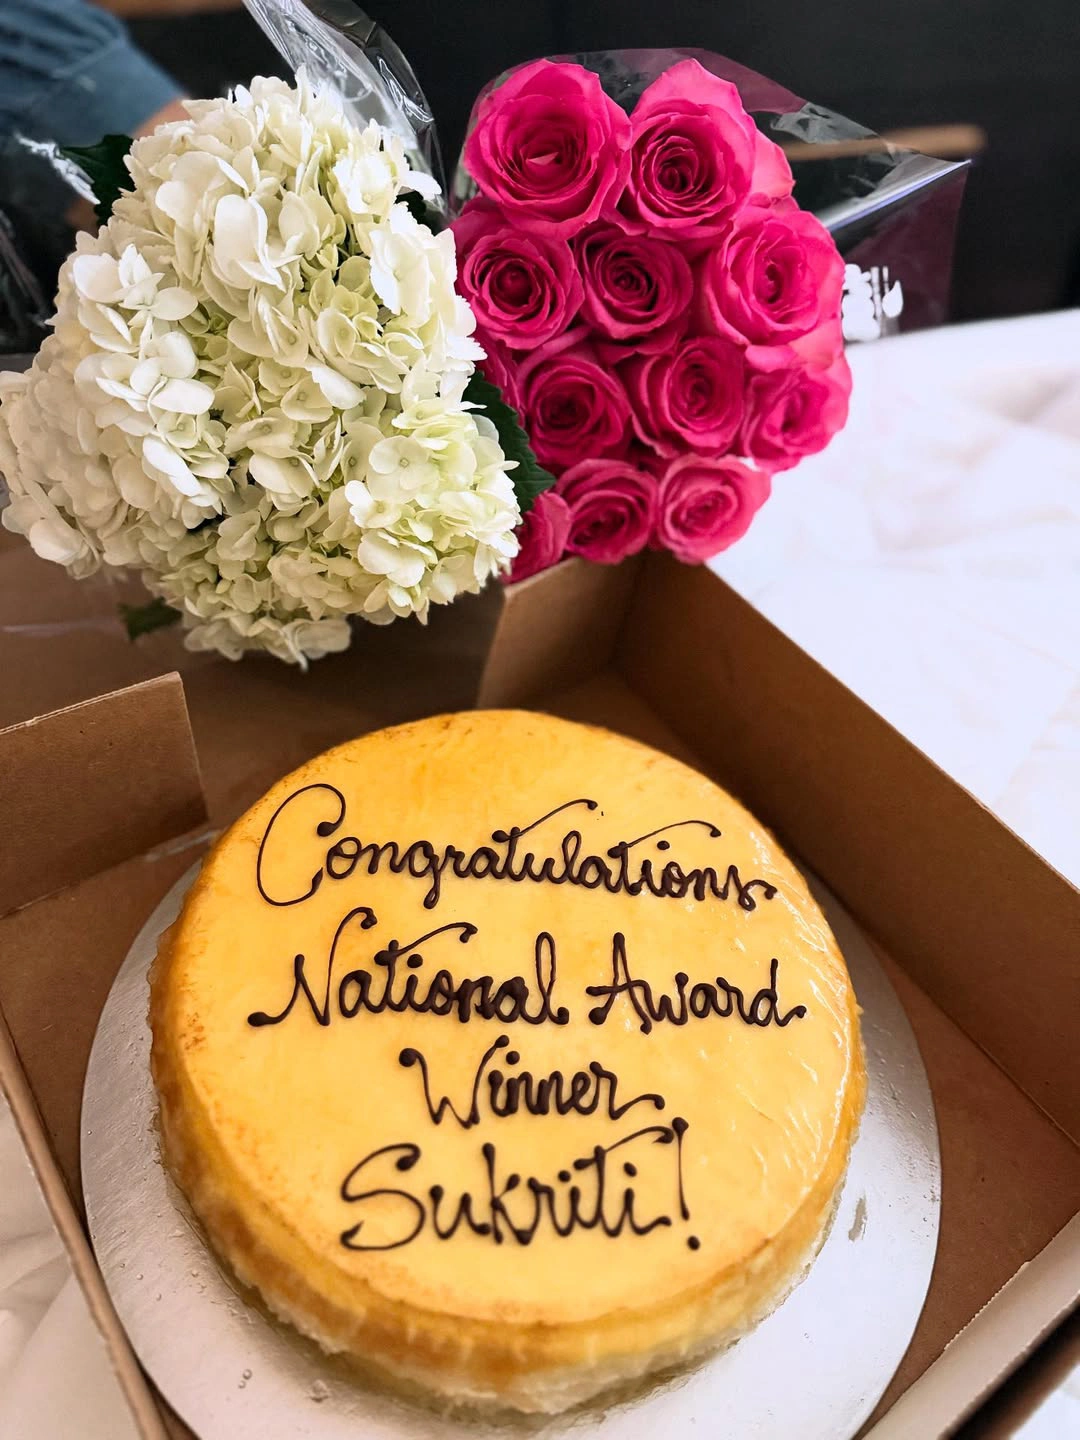 Congratulations
National Award
Winner
Sukriti!